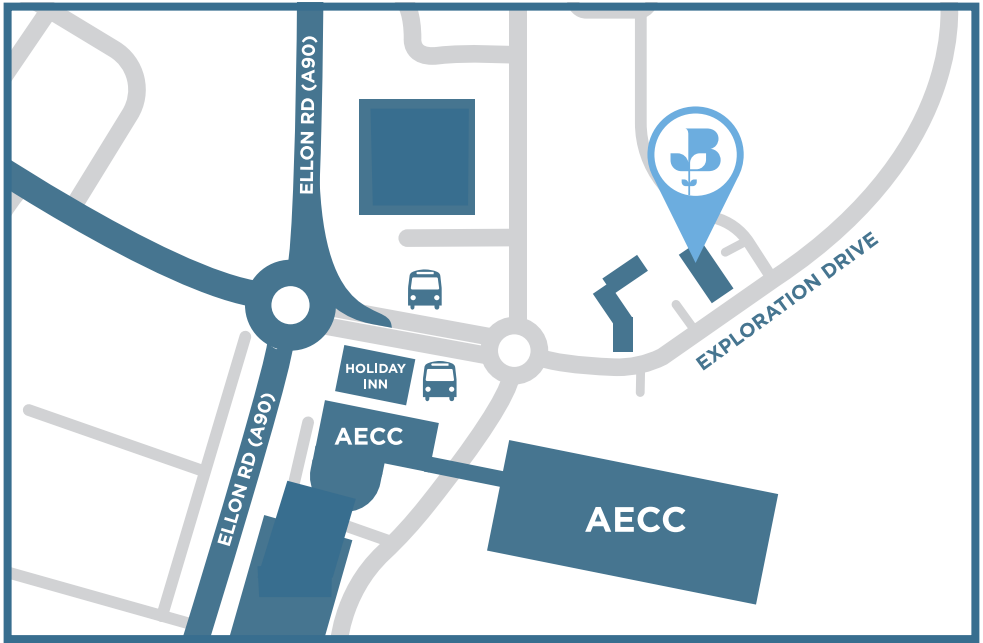 ELLON RD (A90)
B
EXPLORATION DRIVE
HOLIDAY
INN
AECC
ELLON RD (A90)
AECC